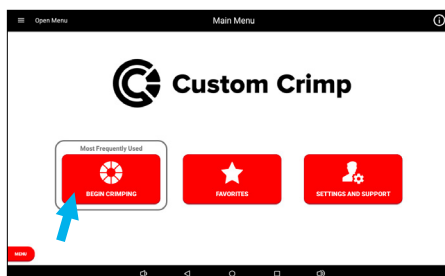 Open Menu
Main Menu
Custom Crimp
Most Frequently Used
BEGIN CRIMPING
FAVORITES
SETTINGS AND SUPPORT
MENU